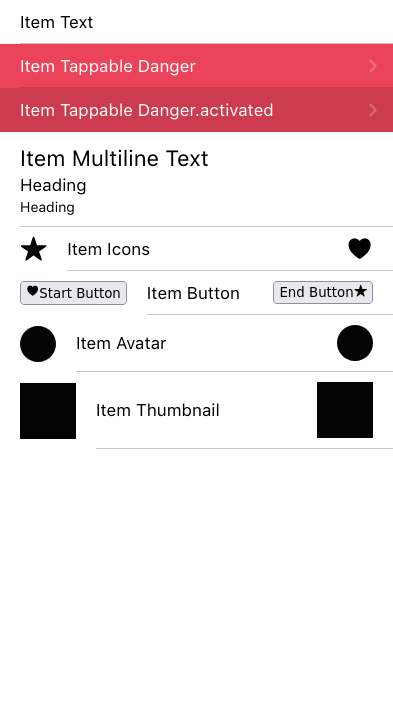 Item Text
Item Tappable Danger
Item Tappable Danger.activated
Item Multiline Text
Heading
Heading
Item Icons
Start Button Item Button End Button
Item Avatar
Item Thumbnail